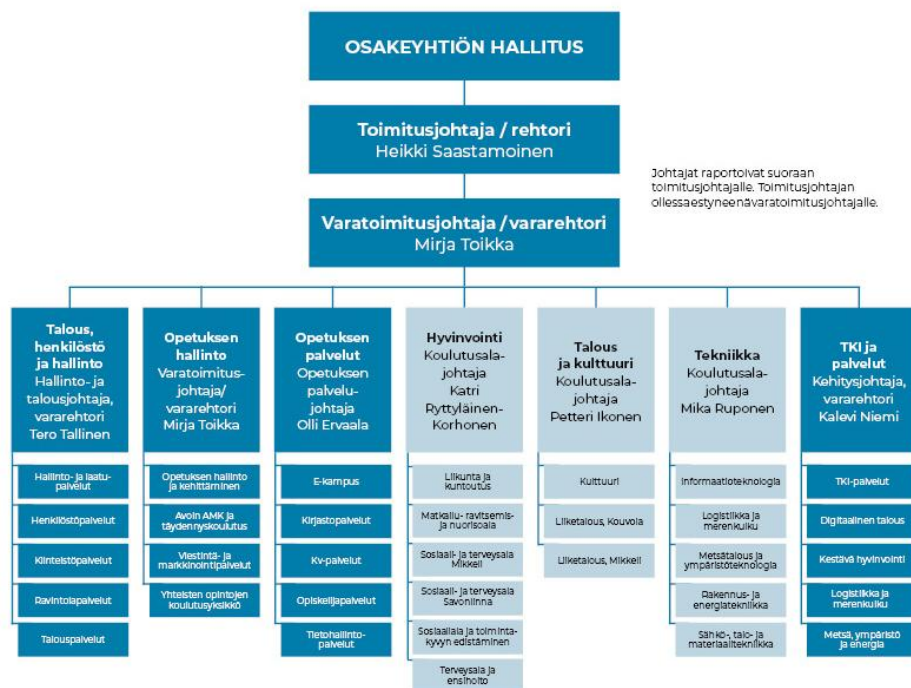 OSAKEYHTIÖN HALLITUS
Toimitusjohtaja / rehtori
Heikki Saastamoinen
Johtajat raportoivat suoraan
toimitusjohtajalle. Toimitusjohtajan
ollessaestyneenävaratoimitusjohtajalle.
Varatoimitusjohtaja / vararehtori
Mirja Toikka
Talous,
henkilöstö
ja hallinto
Hallinto- ja
talousjohtaja,
vararehtori
Tero Tallinen
Hallinto- ja laatu-
palvelut
Henkilöstöpalvelut
Kiinteistöpalvelut
Ravintolapalvelut
Talouspalvelut
Opetuksen
hallinto
Varatoimitus-
johtaja/
vararehtori
Mirja Toikka
Opetuksen hallinto
ja kehittäminen
Avoin AMK ja
täydennyskoulutus
Viestintä- ja
markkinointipalvelut
Yhteisten opintojen
koulutusyksikkö
Opetuksen
palvelut
Opetuksen
palvelu-
johtaja
Olli Ervaala
E-kampus
Kirjastopalvelut
Kv-palvelut
Opiskelijapalvelut
Tietohallinto-
palvelut
Hyvinvointi
Koulutusala-
johtaja
Katri
Ryttyläinen-
Korhonen
Liikunta ja
kuntoutus
Matkailu- ravitsemis-
ja nuorisoala
Sosiaali- ja terveysala
Mikkeli
Sosiaali- ja terveysala
Savonlinna
Sosiaaliala ja toiminta-
kyvyn edistäminen
Terveysala ja
ensihoito
Talous
ja kulttuuri
Koulutusala-
johtaja
Petteri Ikonen
Kulttuuri
Liiketalous, Kouvola
Liiketalous, Mikkeli
Tekniikka
Koulutusala-
johtaja
Mika Ruponen
Informaatioteknologia
Logistiikka ja
merenkulku
Metsätalous ja
ympäristöteknologia
Rakennus- ja
energiatekniikka
Sähkö-, talo- ja
materiaalitekniikka
TKI ja
palvelut
Kehitysjohtaja,
vararehtori
Kalevi Niemi
TKI-palvelut
Digitaalinen talous
Kestävä hyvinvointi
Logistiikka ja
merenkulku
Metsä, ympäristö
ja energia